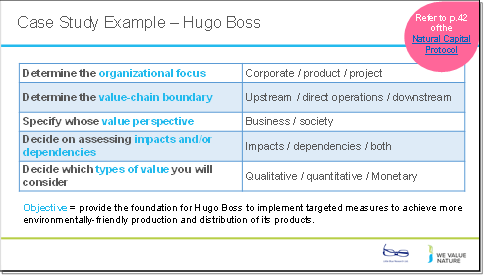 Case Study Example – Hugo Boss
Refer to p.42
of the
Natural Capital
Protocol
Determine the organizational focus
Corporate / product / project
Determine the value-chain boundary
Upstream / direct operations / downstream
Specify whose value perspective
Business / society
Decide on assessing impacts and/or
dependencies
Impacts / dependencies / both
Decide which types of value you will
consider
Qualitative / quantitative / Monetary
Objective = provide the foundation for Hugo Boss to implement targeted measures to achieve more
environmentally-friendly production and distribution of its products.
WE VALUE
NATURE